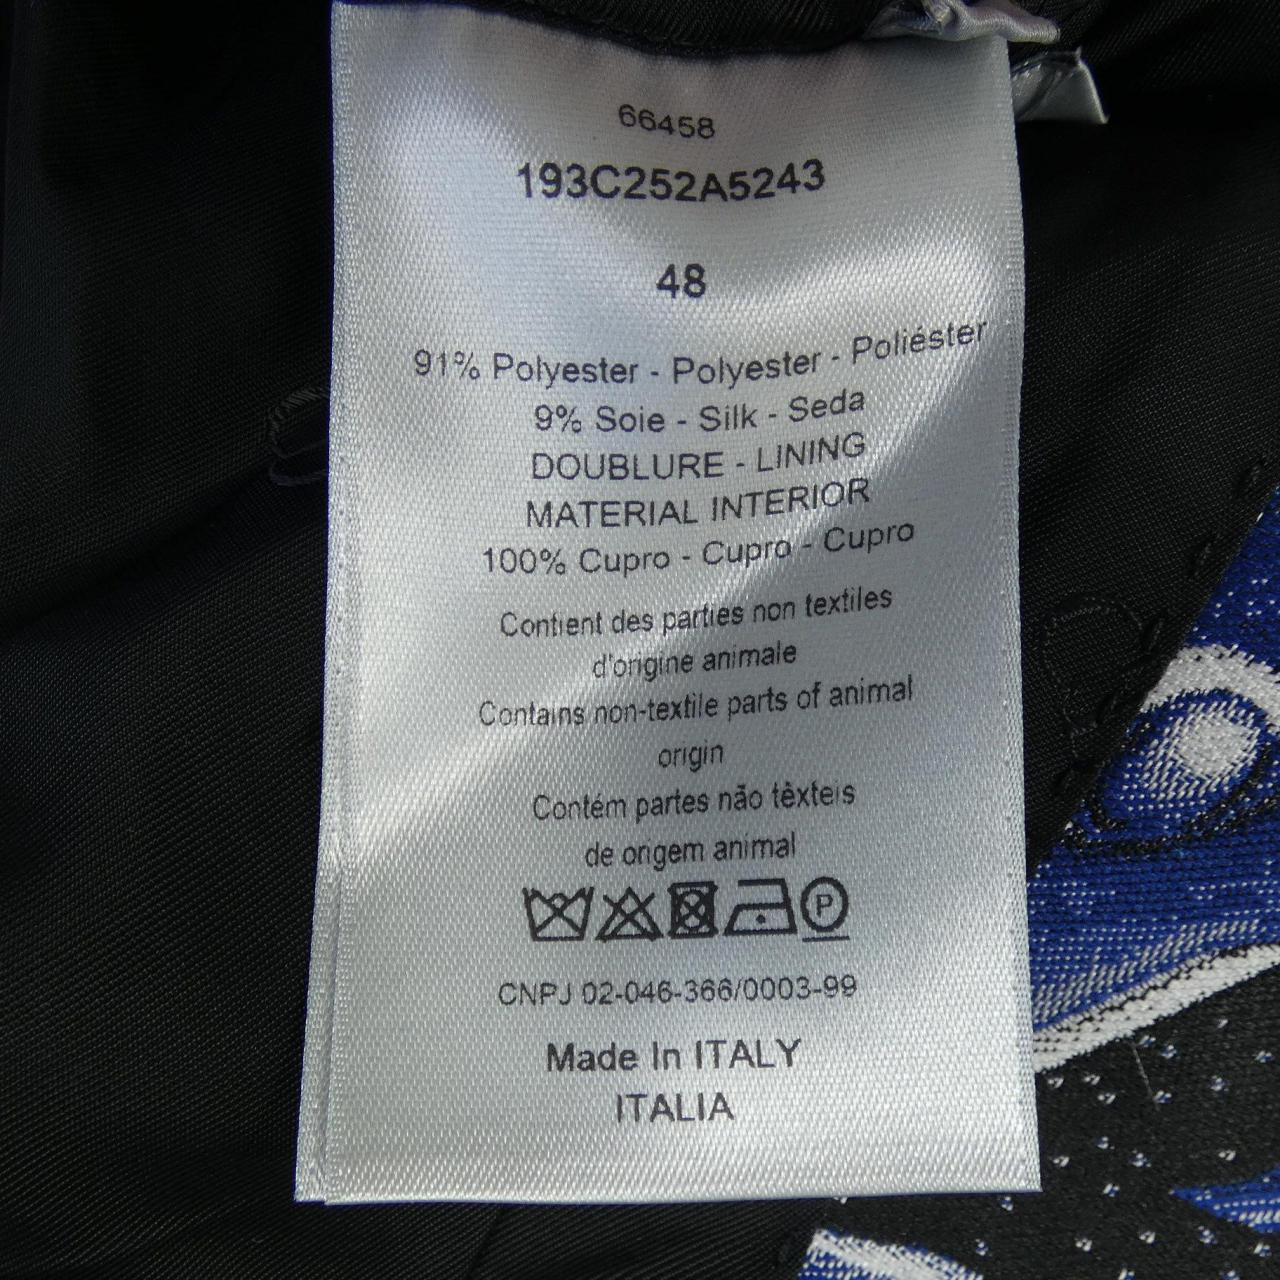 66458
193C252A5243
48
91% Polyester - Polyester - Poliéster
9% Soie - Silk - Seda
DOUBLURE - LINING
MATERIAL INTERIOR
100% Cupro - Cupro - Cupro
Contient des parties non textiles
d'origine animale
Contains non-textile parts of animal
origin
Contém partes não têxteis
de origem animal
P
CNPJ 02-046-366/0003-99
Made In ITALY
ITALIA